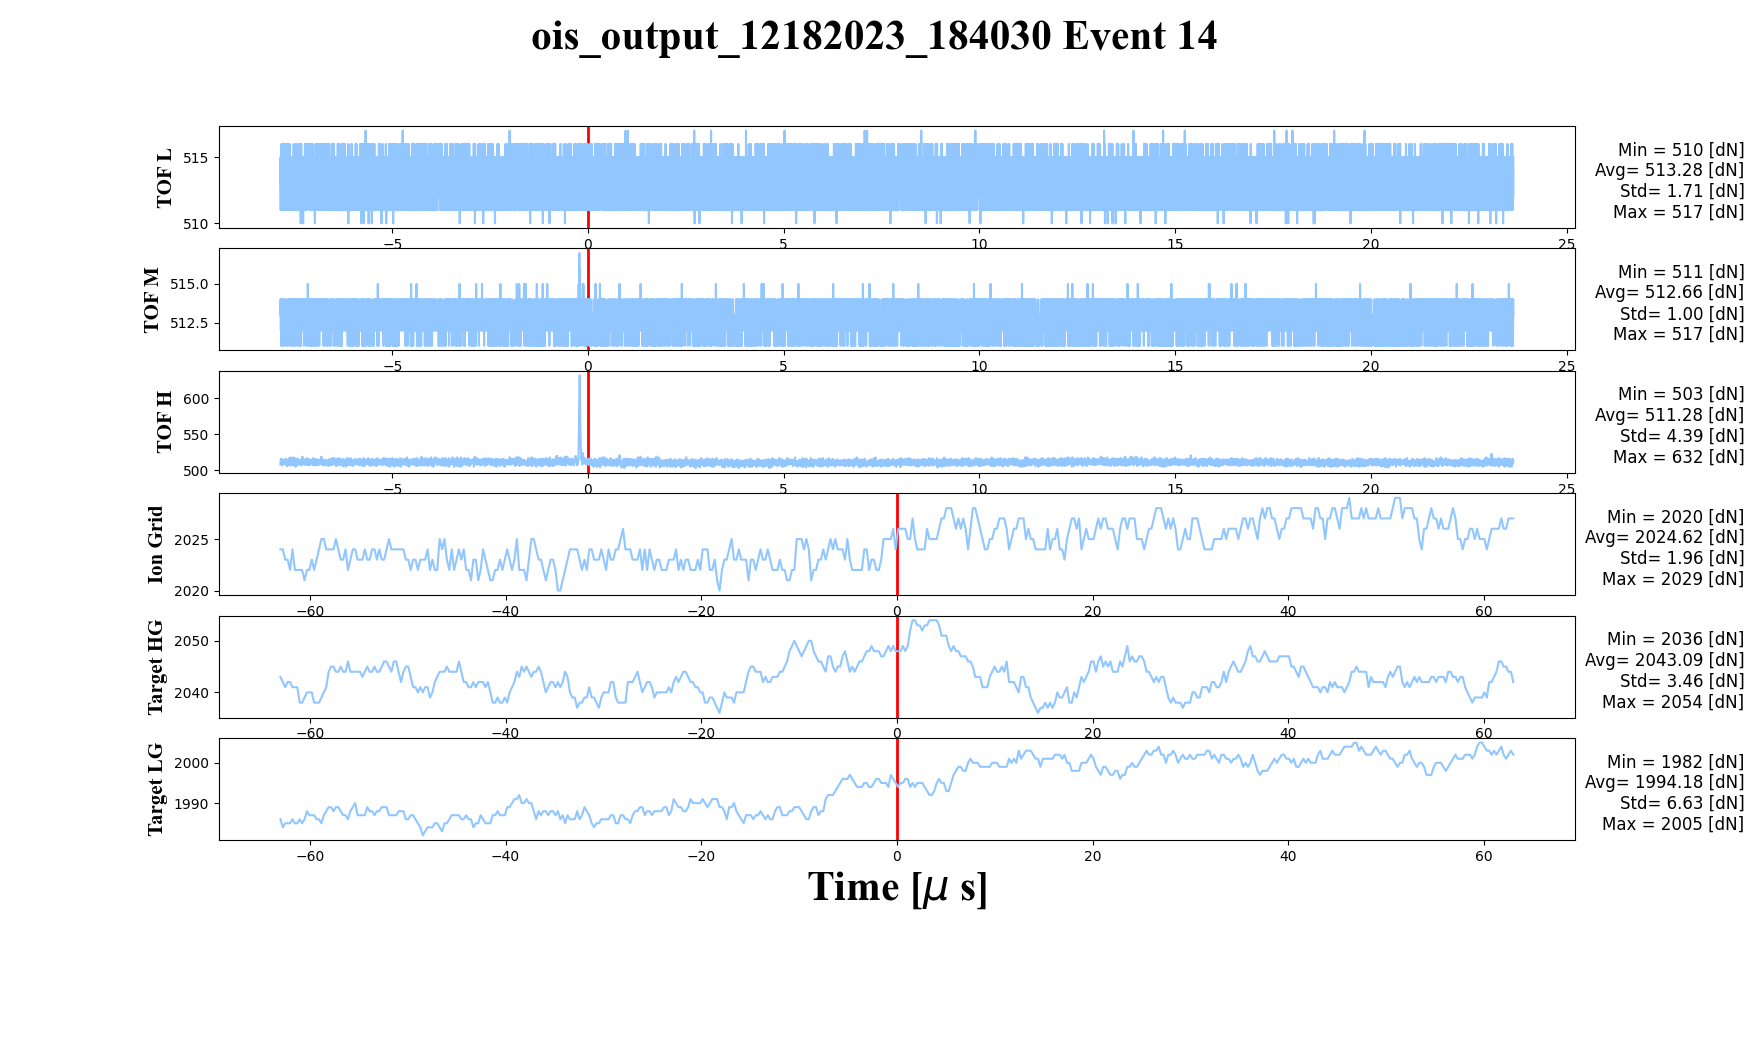 ois_output_12182023_184030 Event 14
TOF L
515
510
−5
0
5
10
15
20
25
Min = 510 [dN]
Avg= 513.28 [dN]
Std= 1.71 [dN]
Max = 517 [dN]
TOF M
515.0
512.5
−5
0
5
10
15
20
25
Min = 511 [dN]
Avg= 512.66 [dN]
Std= 1.00 [dN]
Max = 517 [dN]
TOF H
600
550
500
−5
0
5
10
15
20
25
Min = 503 [dN]
Avg= 511.28 [dN]
Std= 4.39 [dN]
Max = 632 [dN]
Ion Grid
2025
2020
−60
−40
−20
0
20
40
60
Min = 2020 [dN]
Avg= 2024.62 [dN]
Std= 1.96 [dN]
Max = 2029 [dN]
Target HG
2050
2040
−60
−40
−20
0
20
40
60
Min = 2036 [dN]
Avg= 2043.09 [dN]
Std= 3.46 [dN]
Max = 2054 [dN]
Target LG
2000
1990
−60
−40
−20
0
20
40
60
Min = 1982 [dN]
Avg= 1994.18 [dN]
Std= 6.63 [dN]
Max = 2005 [dN]
Time [μ s]